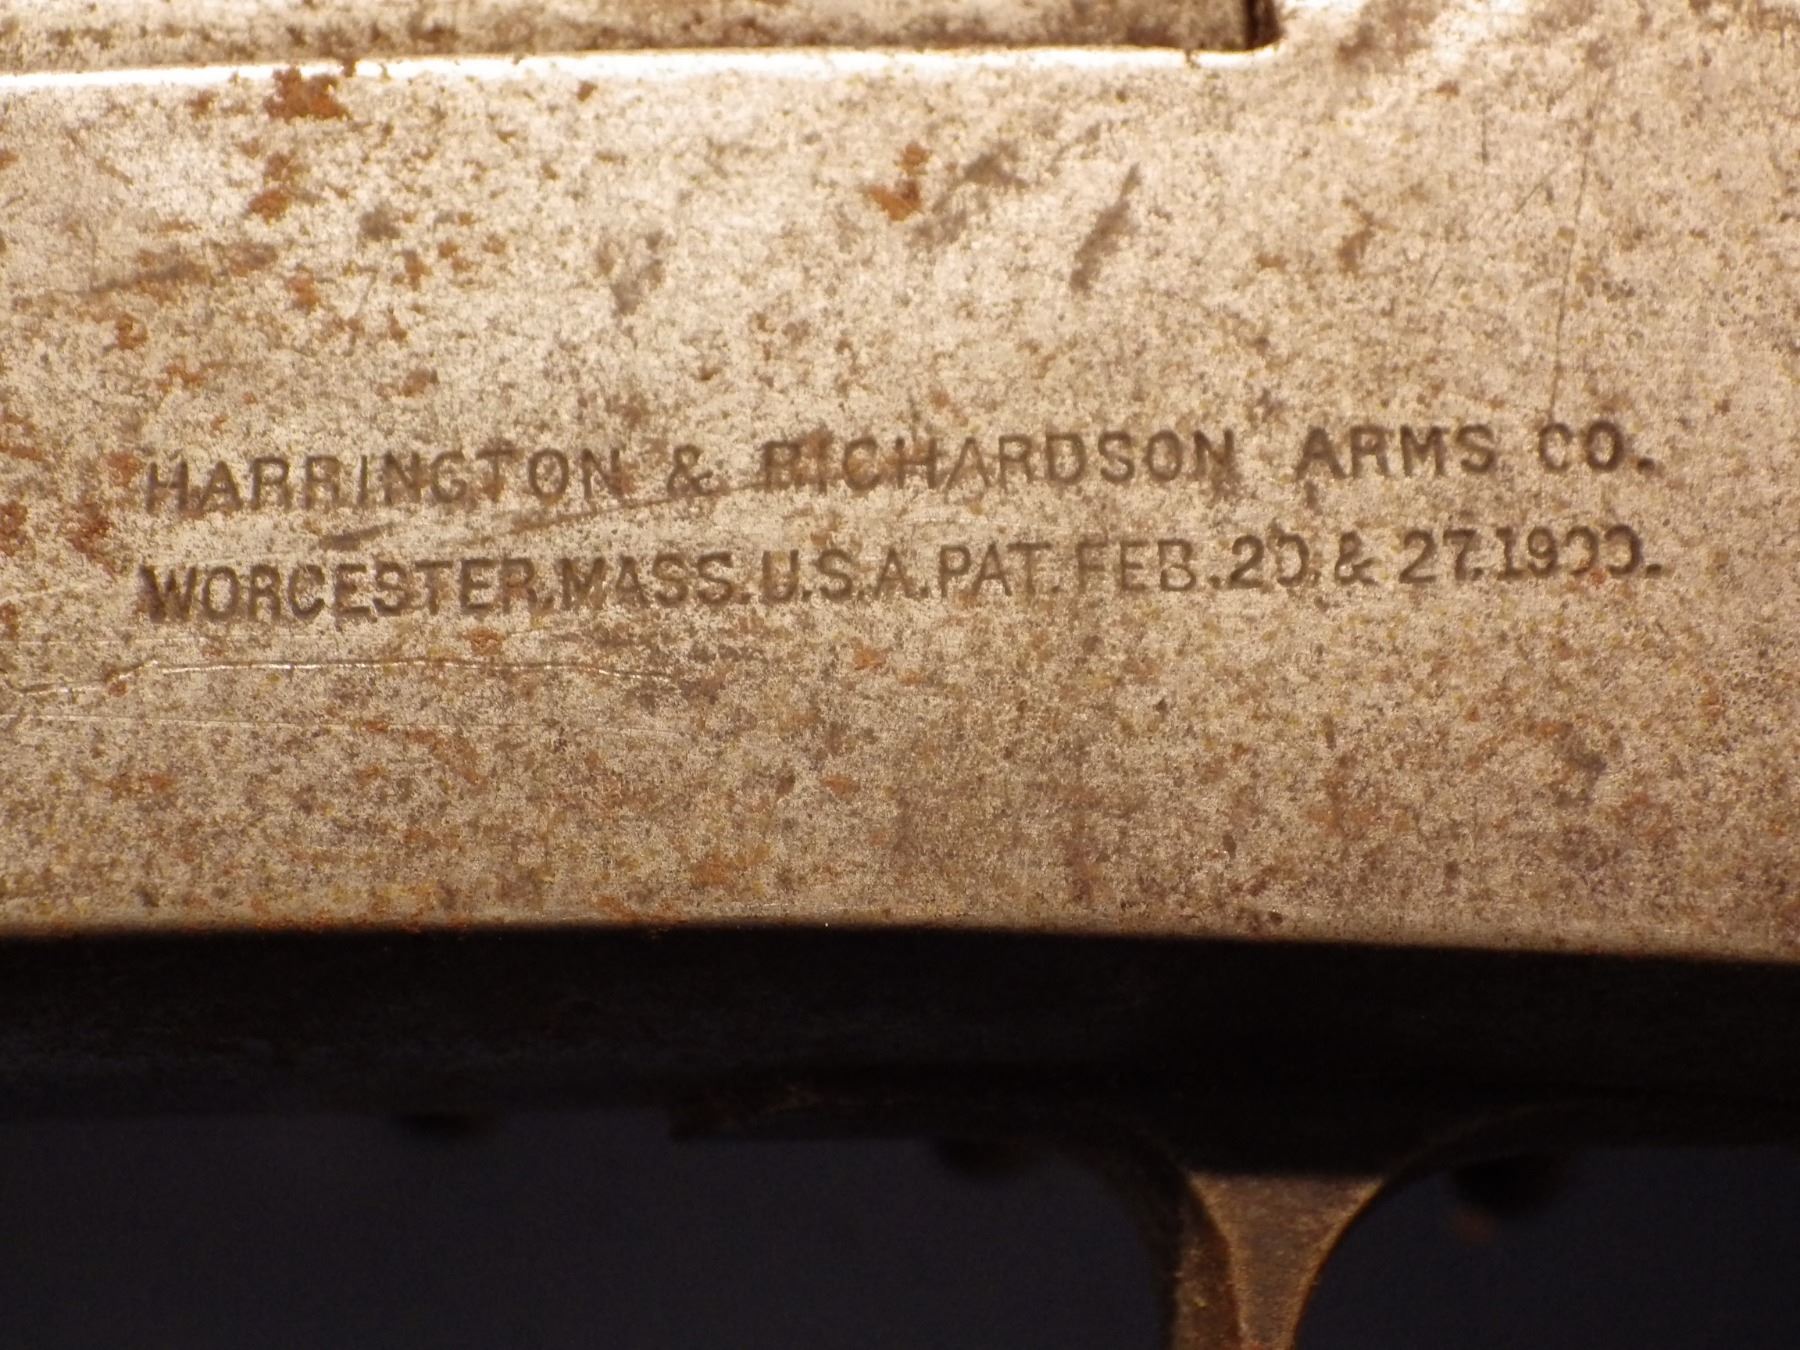 HARRINGTON & RICHARDSON ARMS CO.
WORCESTER.MASS.U.S.A.PAT.FEB.20.& 27.1900.